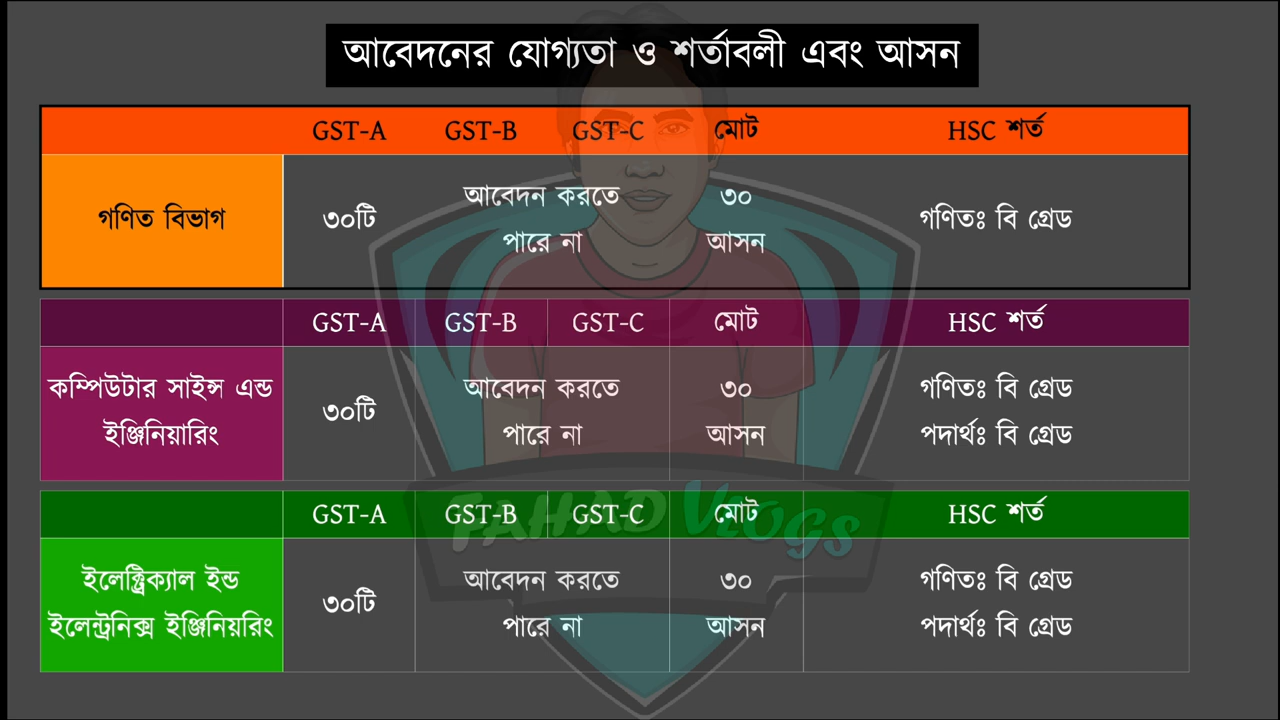 আবেদনের যোগ্যতা ও শর্তাবলী এবং আসন
GST-A GST-B GST-C মোট HSC শর্ত
গণিত বিভাগ ৩০টি আবেদন করতে পারে না ৩০ আসন গণিতঃ বি গ্রেড
GST-A GST-B GST-C মোট HSC শর্ত
কম্পিউটার সাইন্স এন্ড ৩০টি আবেদন করতে ৩০ গণিতঃ বি গ্রেড
ইঞ্জিনিয়ারিং পারে না আসন পদার্থঃ বি গ্রেড
FAHAD VLOGS
GST-A GST-B GST-C মোট HSC শর্ত
ইলেক্ট্রিক্যাল ইন্ড ৩০টি আবেদন করতে ৩০ গণিতঃ বি গ্রেড
ইলেন্ট্রনিক্স ইঞ্জিনিয়রিং পারে না আসন পদার্থঃ বি গ্রেড